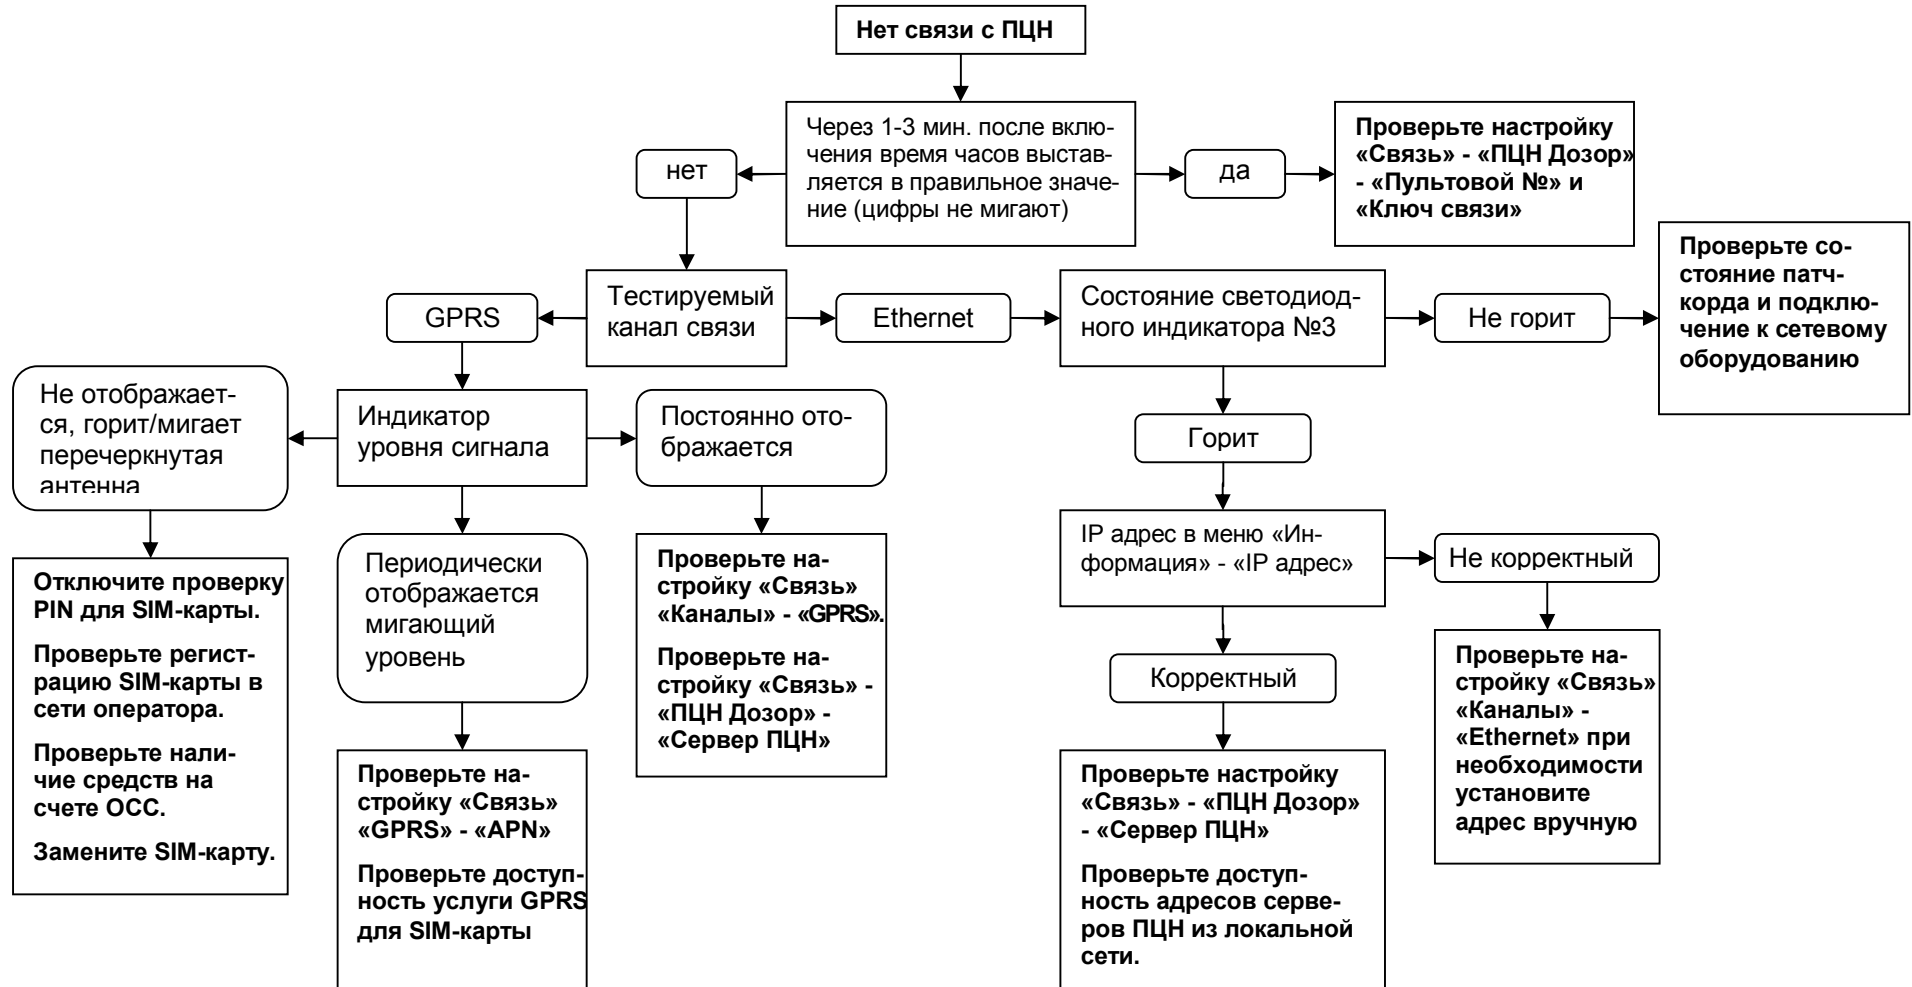 Нет связи с ПЦН
Через 1-3 мин. после вклю-
чения время часов выстав-
ляется в правильное значе-
ние (цифры не мигают)
нет
да
Проверьте настройку
«Связь» - «ПЦН Дозор»
- «Пультовой №» и
«Ключ связи»
Тестируемый
канал связи
GPRS
Ethernet
Состояние светодиод-
ного индикатора №3
Не горит
Проверьте со-
стояние патч-
корда и подклю-
чение к сетевому
оборудованию
Не отображает-
ся, горит/мигает
перечеркнутая
антенна
Индикатор
уровня сигнала
Постоянно ото-
бражается
Горит
Отключите проверку
PIN для SIM-карты.
Проверьте регист-
рацию SIM-карты в
сети оператора.
Проверьте нали-
чие средств на
счете ОСС.
Замените SIM-карту.
Периодически
отображается
мигающий
уровень
Проверьте на-
стройку «Связь»
«Каналы» - «GPRS».
Проверьте на-
стройку «Связь» -
«ПЦН Дозор» -
«Сервер ПЦН»
IP адрес в меню «Ин-
формация» - «IP адрес»
Не корректный
Корректный
Проверьте на-
стройку «Связь»
«Каналы» -
«Ethernet» при
необходимости
установите
адрес вручную
Проверьте на-
стройку «Связь»
«GPRS» - «APN»
Проверьте доступ-
ность услуги GPRS
для SIM-карты
Проверьте настройку
«Связь» - «ПЦН Дозор»
- «Сервер ПЦН»
Проверьте доступ-
ность адресов серве-
ров ПЦН из локальной
сети.